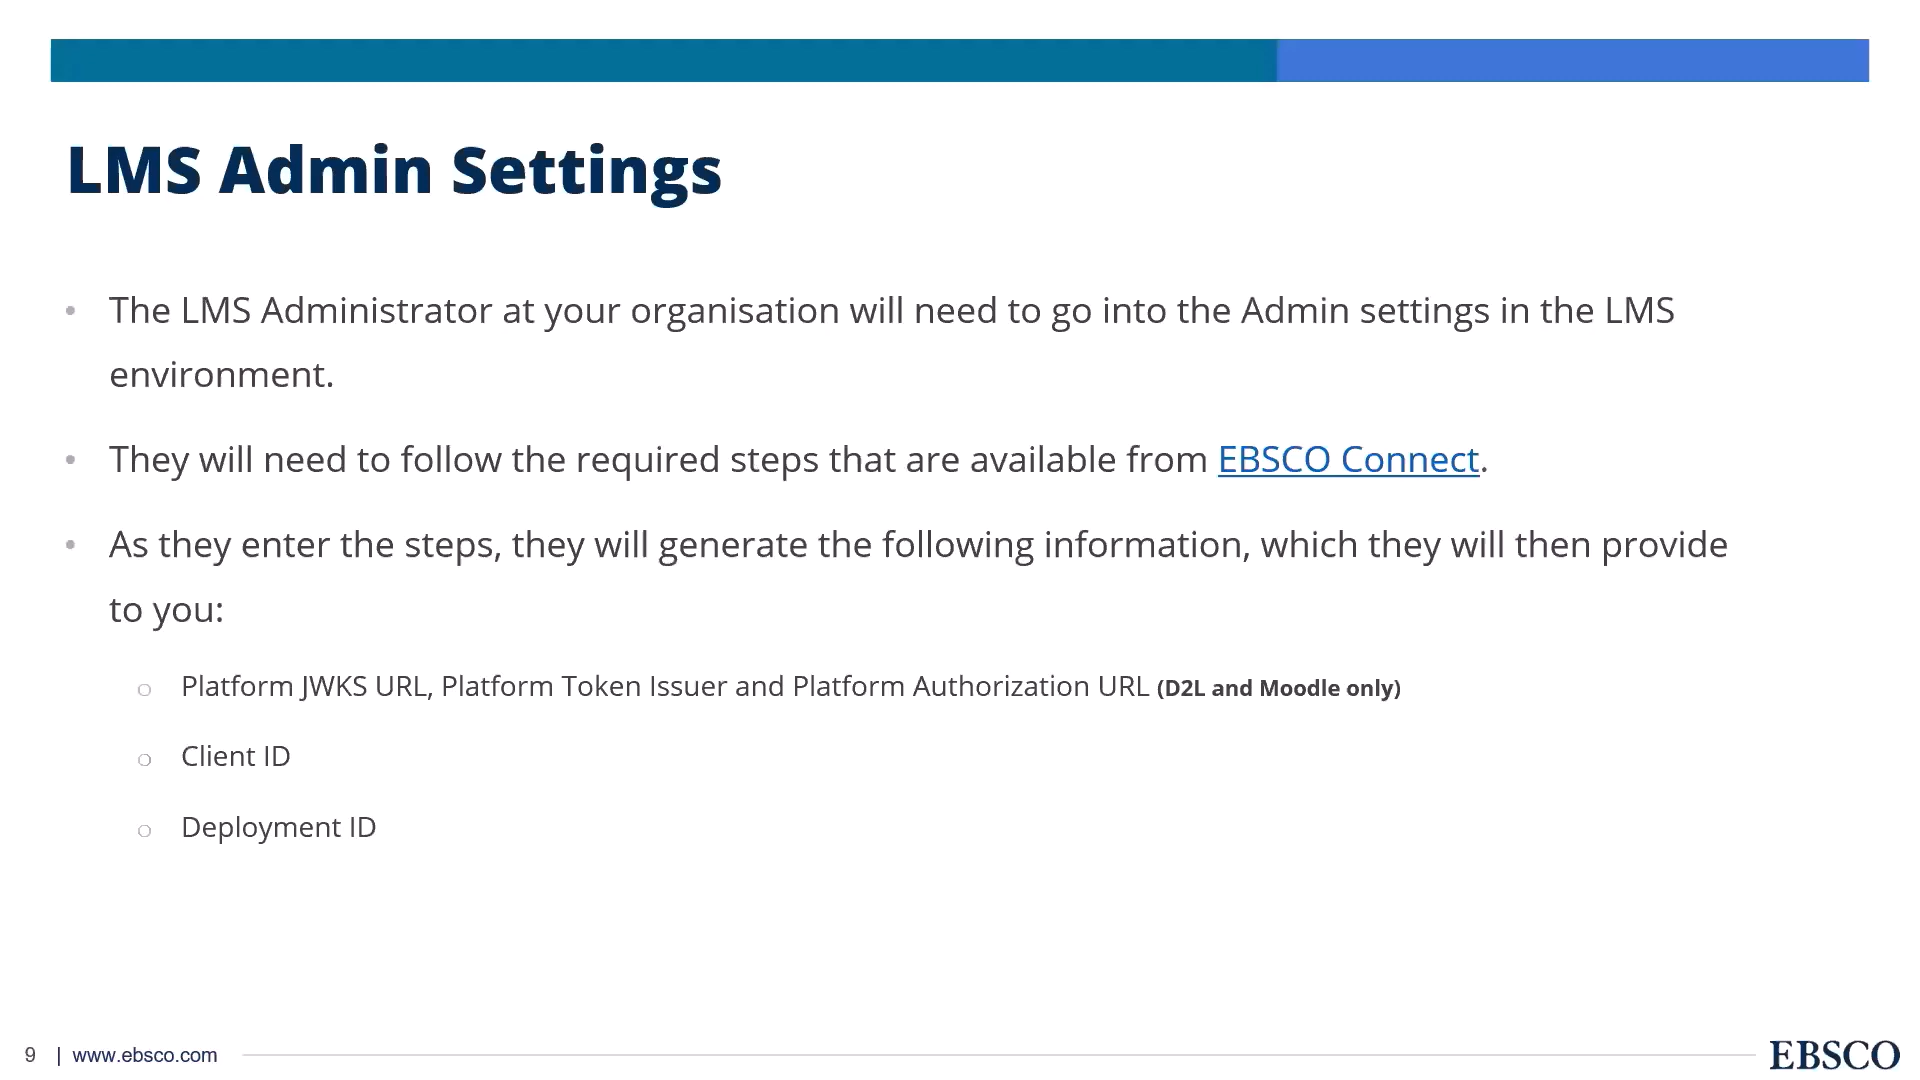 LMS Admin Settings
• The LMS Administrator at your organisation will need to go into the Admin settings in the LMS
environment.
• They will need to follow the required steps that are available from EBSCO Connect.
• As they enter the steps, they will generate the following information, which they will then provide
to you:
o Platform JWKS URL, Platform Token Issuer and Platform Authorization URL (D2L and Moodle only)
o Client ID
o Deployment ID
9 | www.ebsco.com
EBSCO